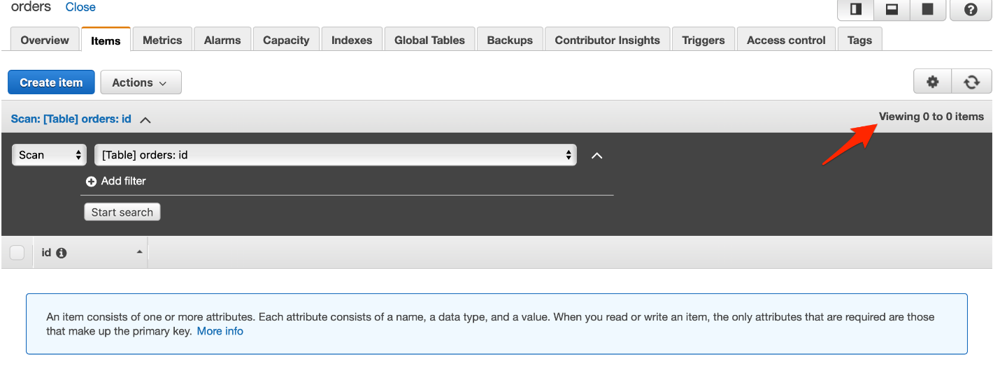 orders Close
Overview Items Metrics Alarms Capacity Indexes Global Tables Backups Contributor Insights Triggers Access control Tags
Create item Actions
Scan: [Table] orders: id Viewing 0 to 0 items
Scan [Table] orders: id
Add filter
Start search
id
An item consists of one or more attributes. Each attribute consists of a name, a data type, and a value. When you read or write an item, the only attributes that are required are those
that make up the primary key. More info